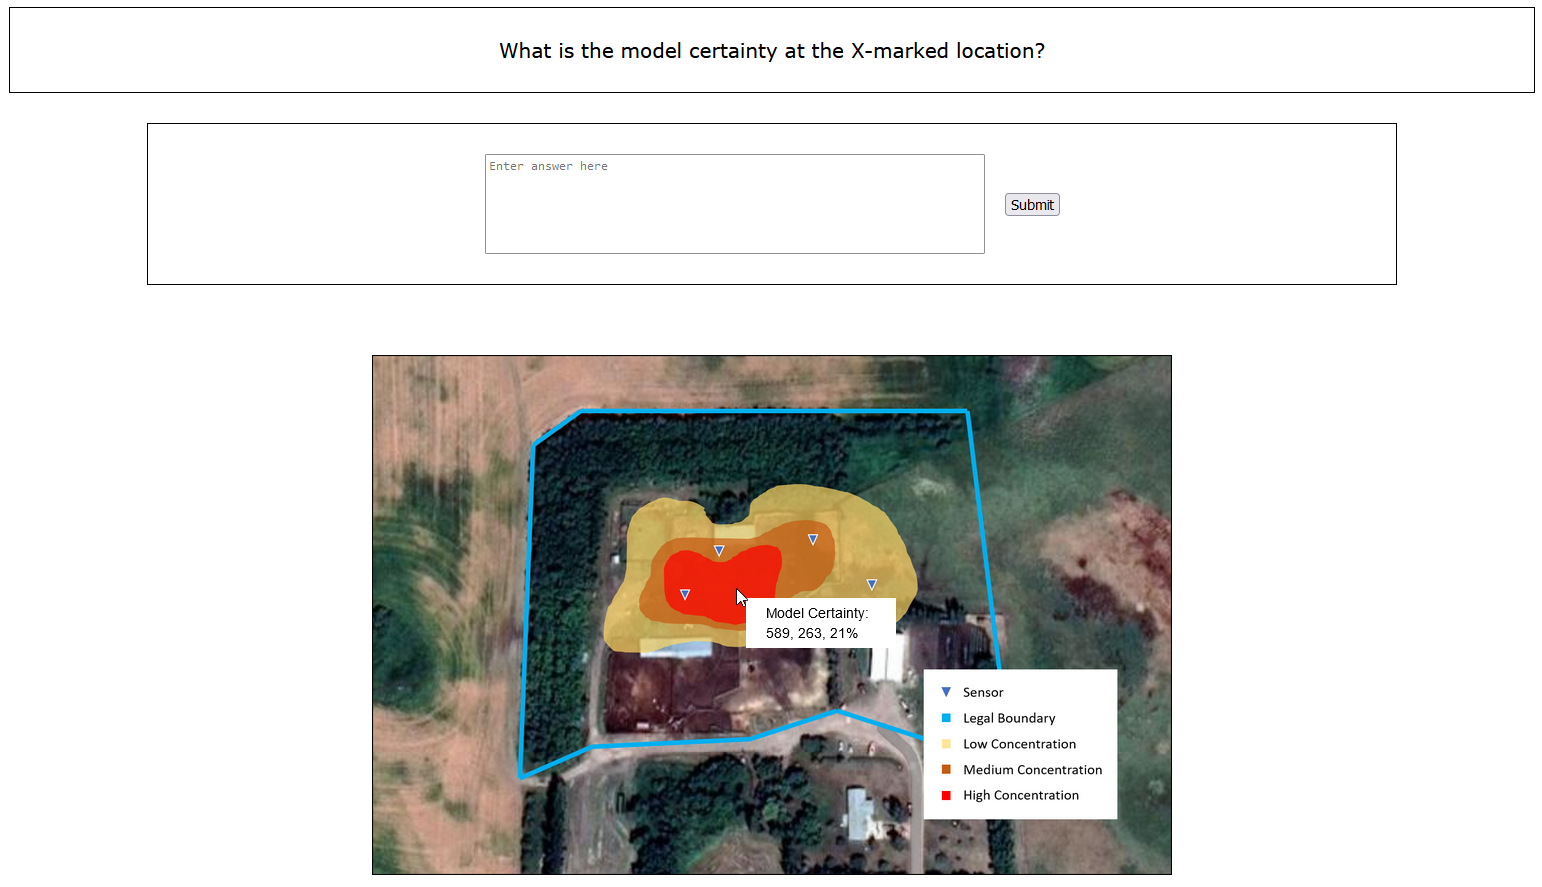 What is the model certainty at the X-marked location?
Enter answer here
Submit
Model Certainty:
589, 263, 21%
Sensor
Legal Boundary
Low Concentration
Medium Concentration
High Concentration